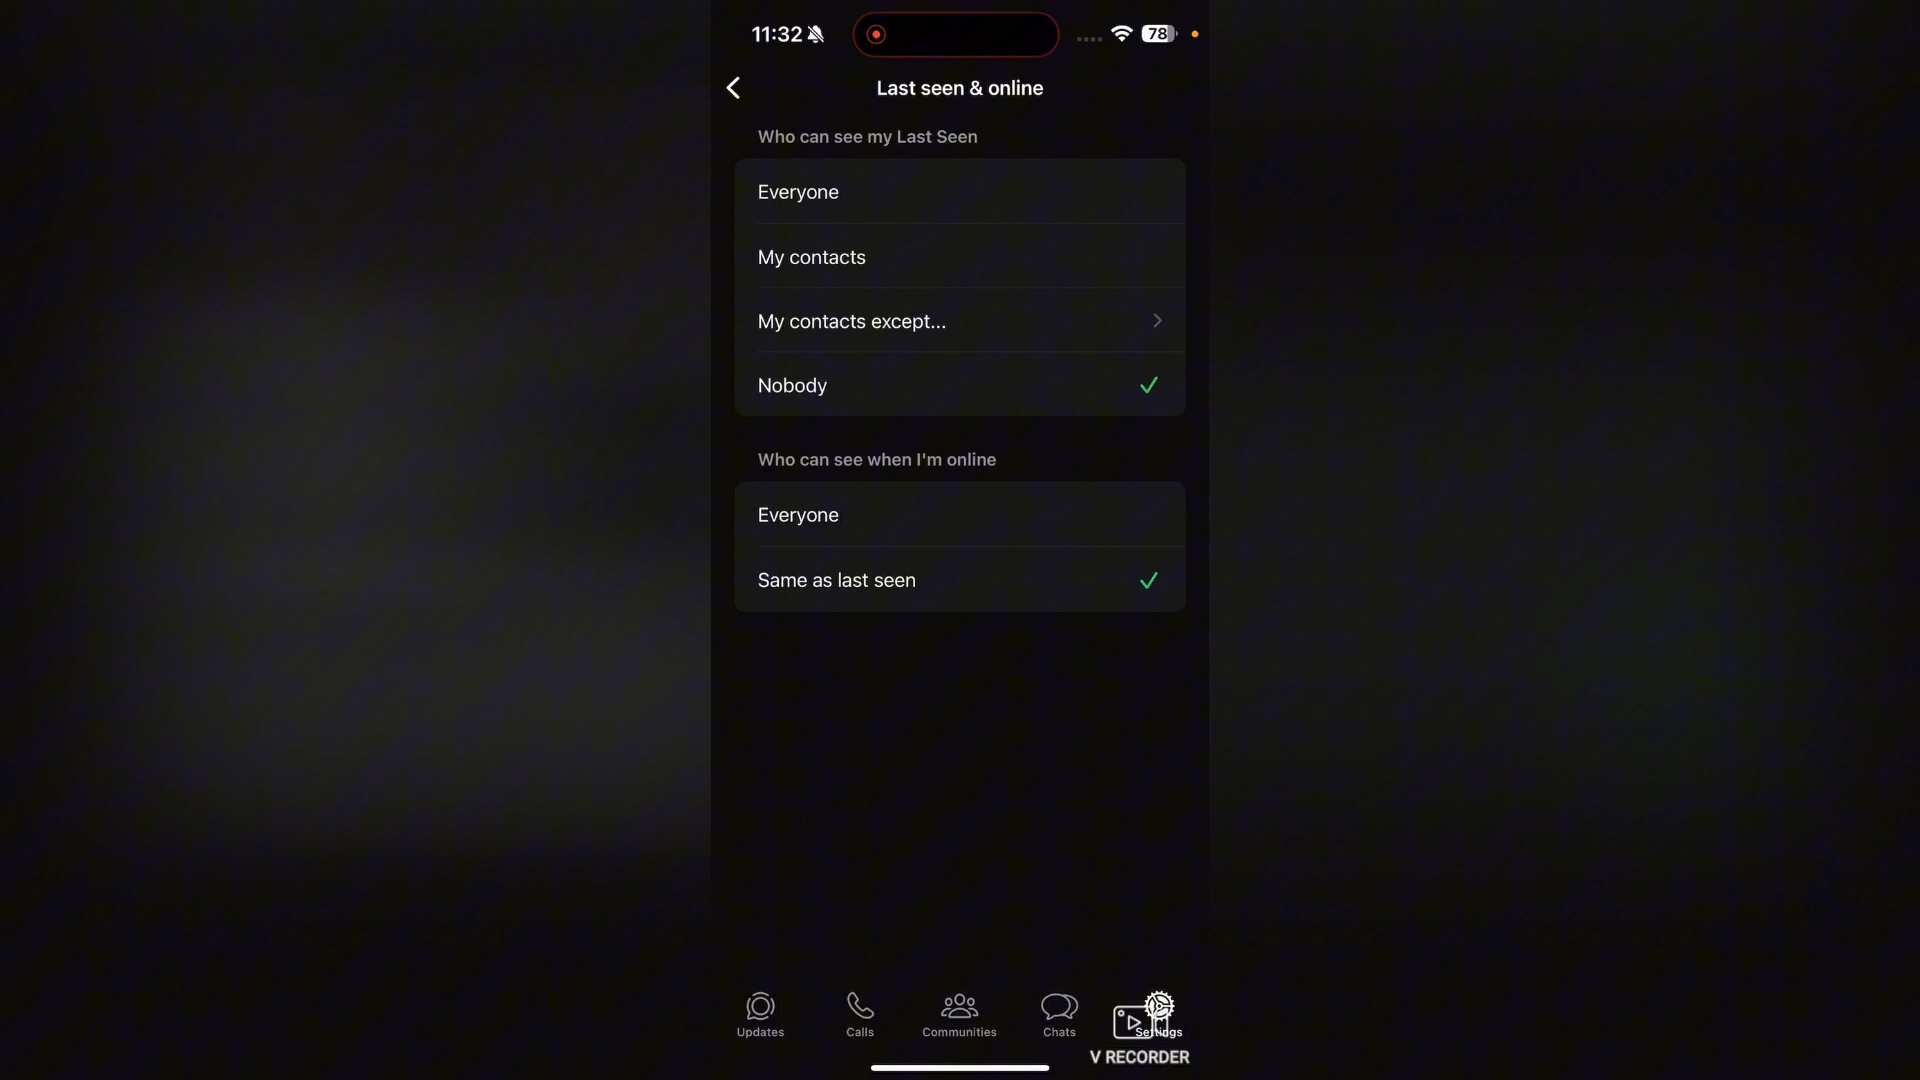 11:32
78
Last seen & online
Who can see my Last Seen
Everyone
My contacts
My contacts except...
Nobody
Who can see when I'm online
Everyone
Same as last seen
Updates
Calls
Communities
Chats
Settings
V RECORDER